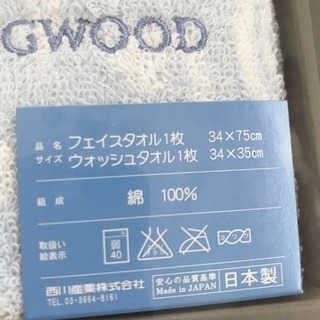 GWOOD
品名 フェイスタオル1枚 34×75cm
サイズ ウォッシュタオル1枚 34×35cm
組成 綿 100%
取扱い
絵表示
弱
40
西川産業株式会社
TEL.03-3664-8161
安心の品質基準
Made in JAPAN
日本製